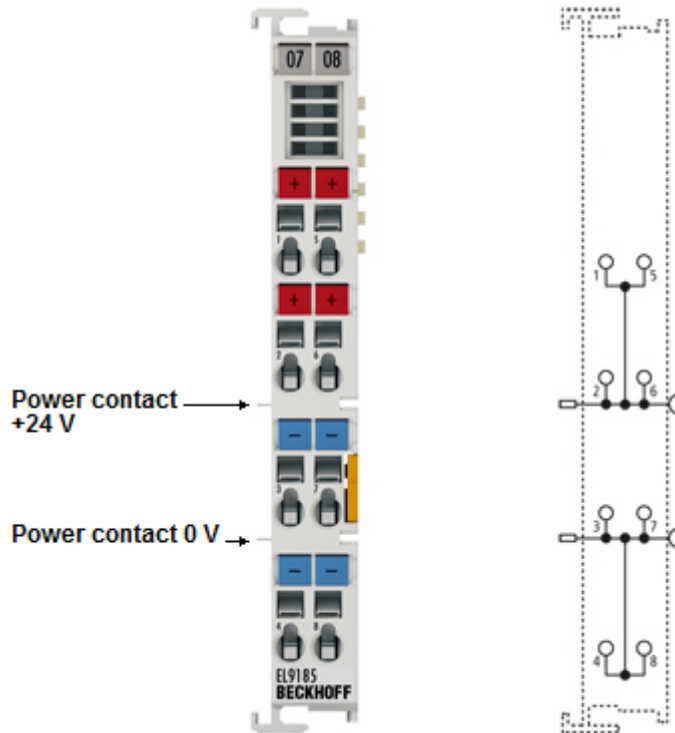 07 08
+ +
1 5
+ +
2 6
Power contact
+24 V
- -
3 7
Power contact 0 V
- -
4 8
EL9185
BECKHOFF
1 5
2 6
3 7
4 8